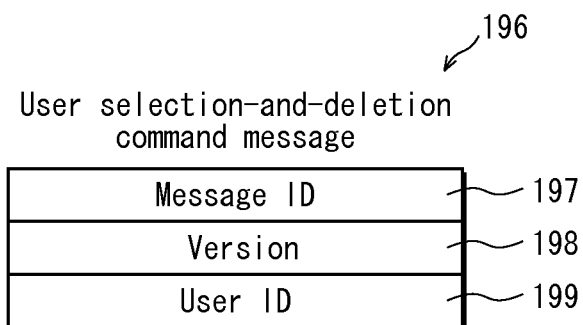 196
User selection-and-deletion
command message
Message ID 197
Version 198
User ID 199